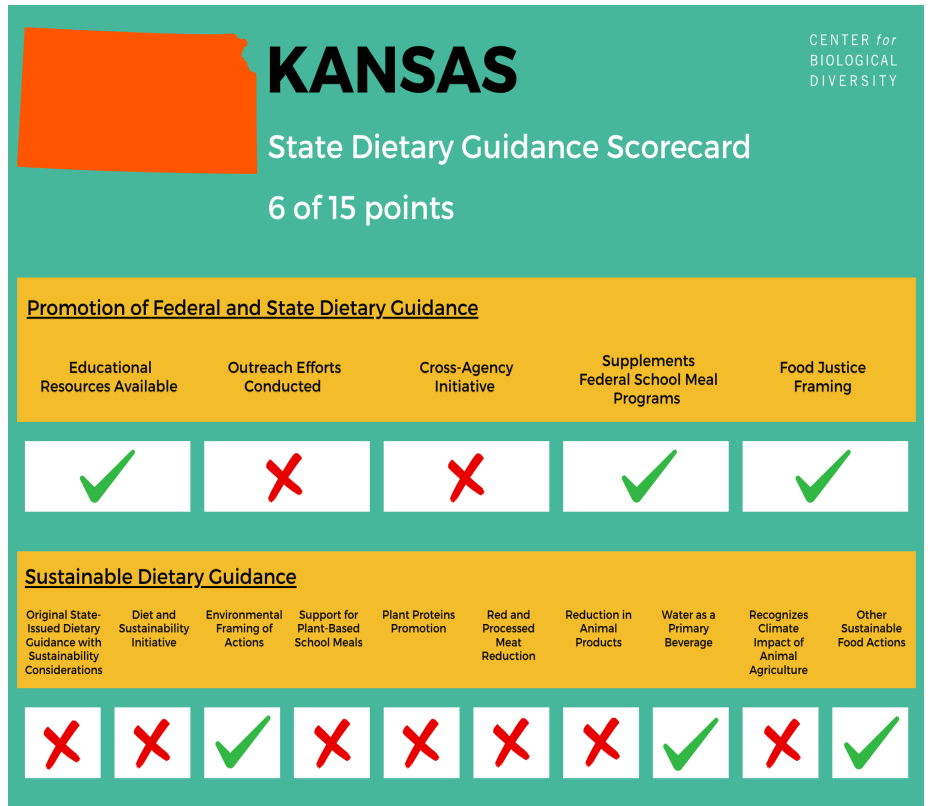 KANSAS
CENTER for
BIOLOGICAL
DIVERSITY
State Dietary Guidance Scorecard
6 of 15 points
Promotion of Federal and State Dietary Guidance
Educational
Resources Available
Outreach Efforts
Conducted
Cross-Agency
Initiative
Supplements
Federal School Meal
Programs
Food Justice
Framing
Sustainable Dietary Guidance
Original State-
Issued Dietary
Guidance with
Sustainability
Considerations
Diet and
Sustainability
Initiative
Environmental
Framing of
Actions
Support for
Plant-Based
School Meals
Plant Proteins
Promotion
Red and
Processed
Meat
Reduction
Reduction in
Animal
Products
Water as a
Primary
Beverage
Recognizes
Climate
Impact of
Animal
Agriculture
Other
Sustainable
Food Actions